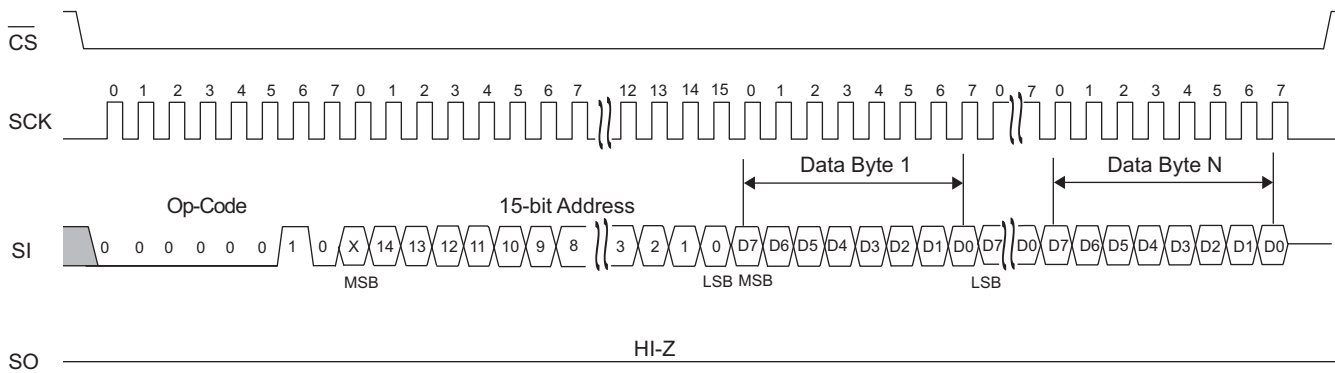 CS
0 1 2 3 4 5 6 7 0 1 2 3 4 5 6 7 12 13 14 15 0 1 2 3 4 5 6 7 0 7 0 1 2 3 4 5 6 7
SCK
Data Byte 1 Data Byte N
Op-Code 15-bit Address
SI 0 0 0 0 0 0 1 0 X 14 13 12 11 10 9 8 3 2 1 0 D7 D6 D5 D4 D3 D2 D1 D0 D7 D0 D7 D6 D5 D4 D3 D2 D1 D0
MSB LSB MSB LSB
HI-Z
SO